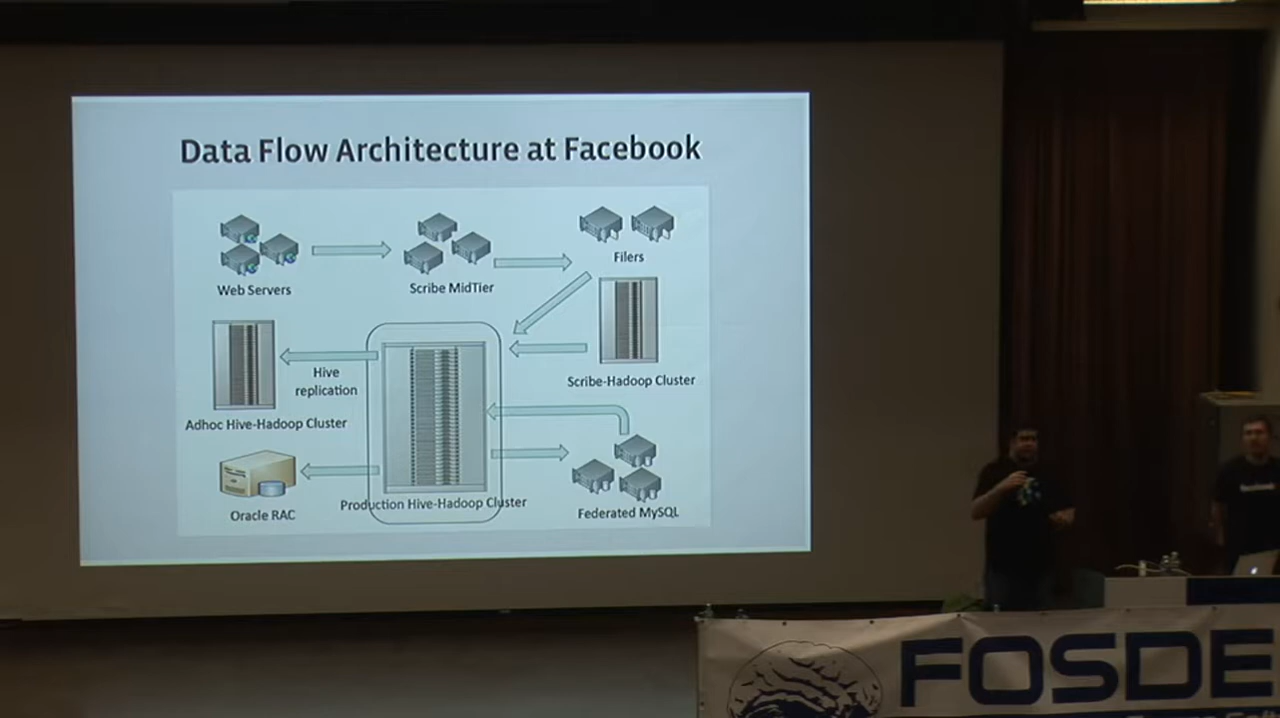 Data Flow Architecture at Facebook
Web Servers
Scribe MidTier
Filers
Hive
replication
Scribe-Hadoop Cluster
Adhoc Hive-Hadoop Cluster
Oracle RAC
Production Hive-Hadoop Cluster
Federated MySQL
FOSDE